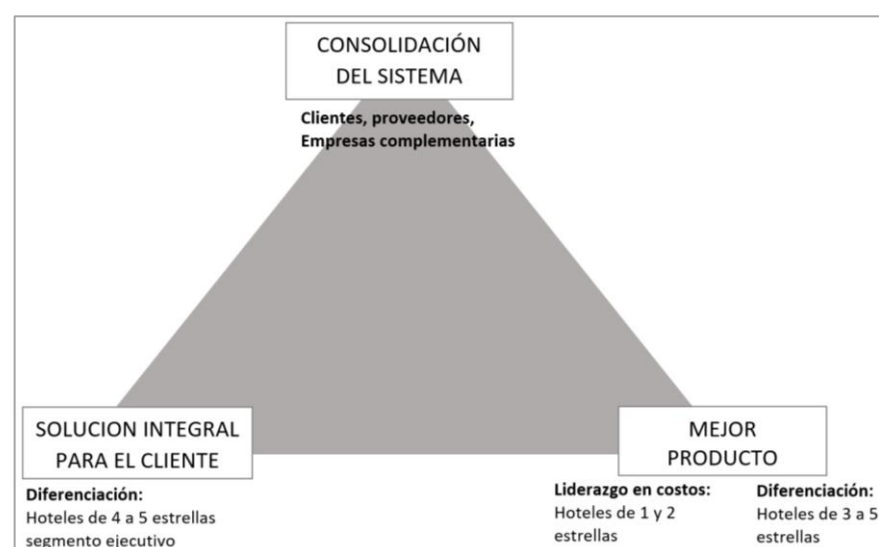 CONSOLIDACIÓN
DEL SISTEMA
Clientes, proveedores,
Empresas complementarias
SOLUCION INTEGRAL
PARA EL CLIENTE
Diferenciación:
Hoteles de 4 a 5 estrellas
segmento ejecutivo
MEJOR
PRODUCTO
Liderazgo en costos:
Hoteles de 1 y 2
estrellas
Diferenciación:
Hoteles de 3 a 5
estrellas